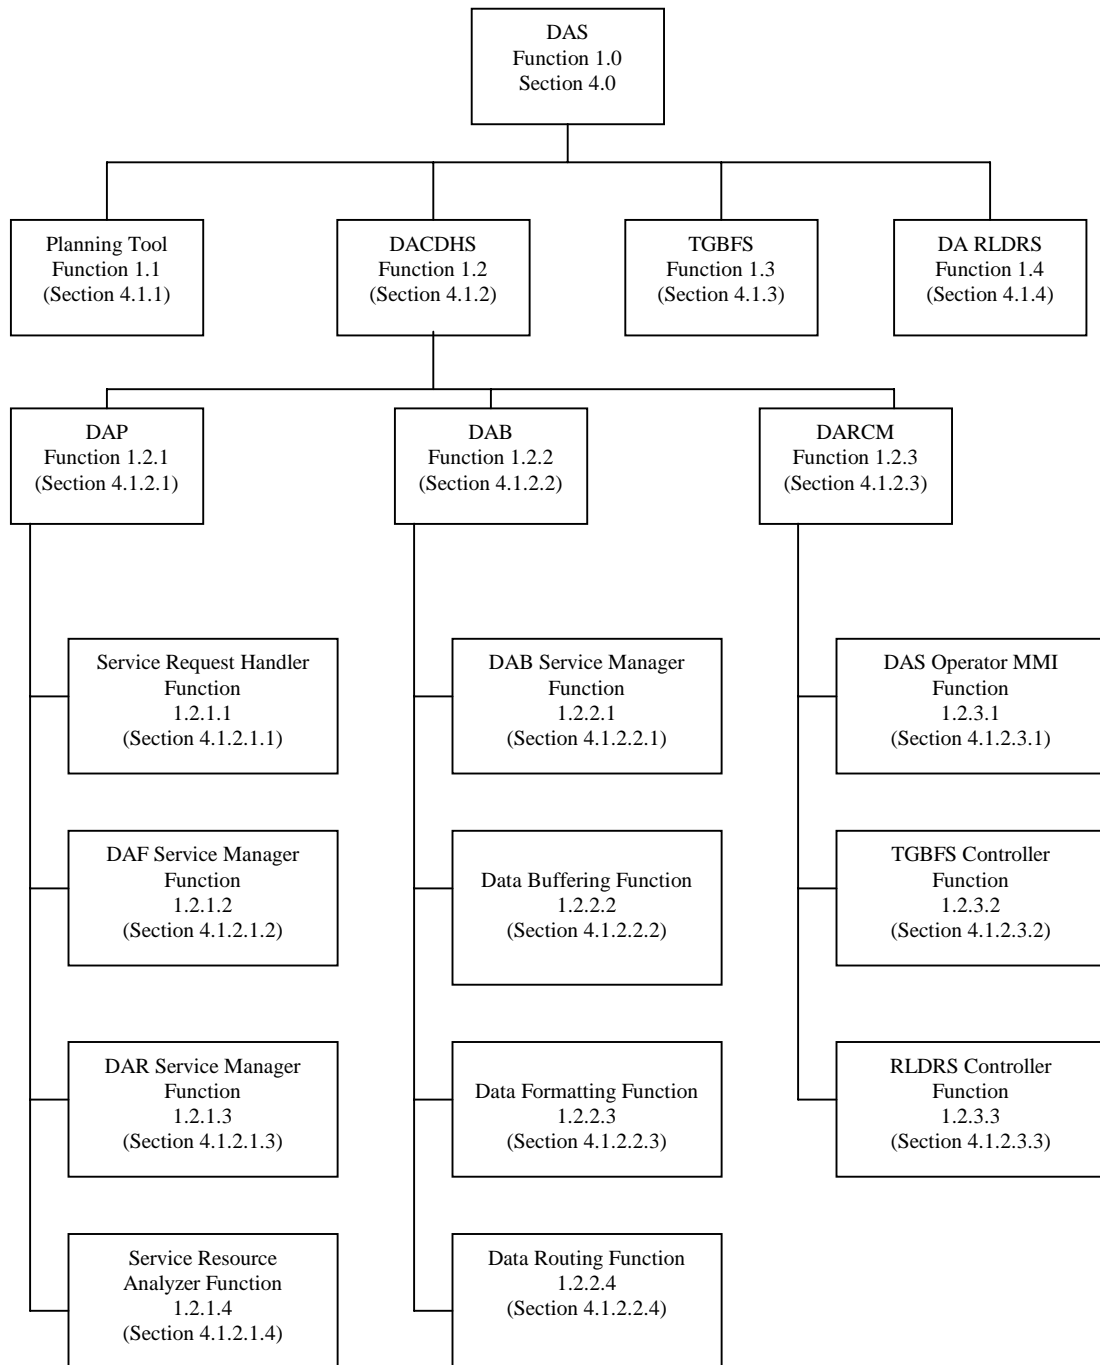 DAS
Function 1.0
Section 4.0
Planning Tool
Function 1.1
(Section 4.1.1)
DACDHS
Function 1.2
(Section 4.1.2)
TGBFS
Function 1.3
(Section 4.1.3)
DA RLDRS
Function 1.4
(Section 4.1.4)
DAP
Function 1.2.1
(Section 4.1.2.1)
DAB
Function 1.2.2
(Section 4.1.2.2)
DARCM
Function 1.2.3
(Section 4.1.2.3)
Service Request Handler
Function
1.2.1.1
(Section 4.1.2.1.1)
DAB Service Manager
Function
1.2.2.1
(Section 4.1.2.2.1)
DAS Operator MMI
Function
1.2.3.1
(Section 4.1.2.3.1)
DAF Service Manager
Function
1.2.1.2
(Section 4.1.2.1.2)
Data Buffering Function
1.2.2.2
(Section 4.1.2.2.2)
TGBFS Controller
Function
1.2.3.2
(Section 4.1.2.3.2)
DAR Service Manager
Function
1.2.1.3
(Section 4.1.2.1.3)
Data Formatting Function
1.2.2.3
(Section 4.1.2.2.3)
RLDRS Controller
Function
1.2.3.3
(Section 4.1.2.3.3)
Service Resource
Analyzer Function
1.2.1.4
(Section 4.1.2.1.4)
Data Routing Function
1.2.2.4
(Section 4.1.2.2.4)